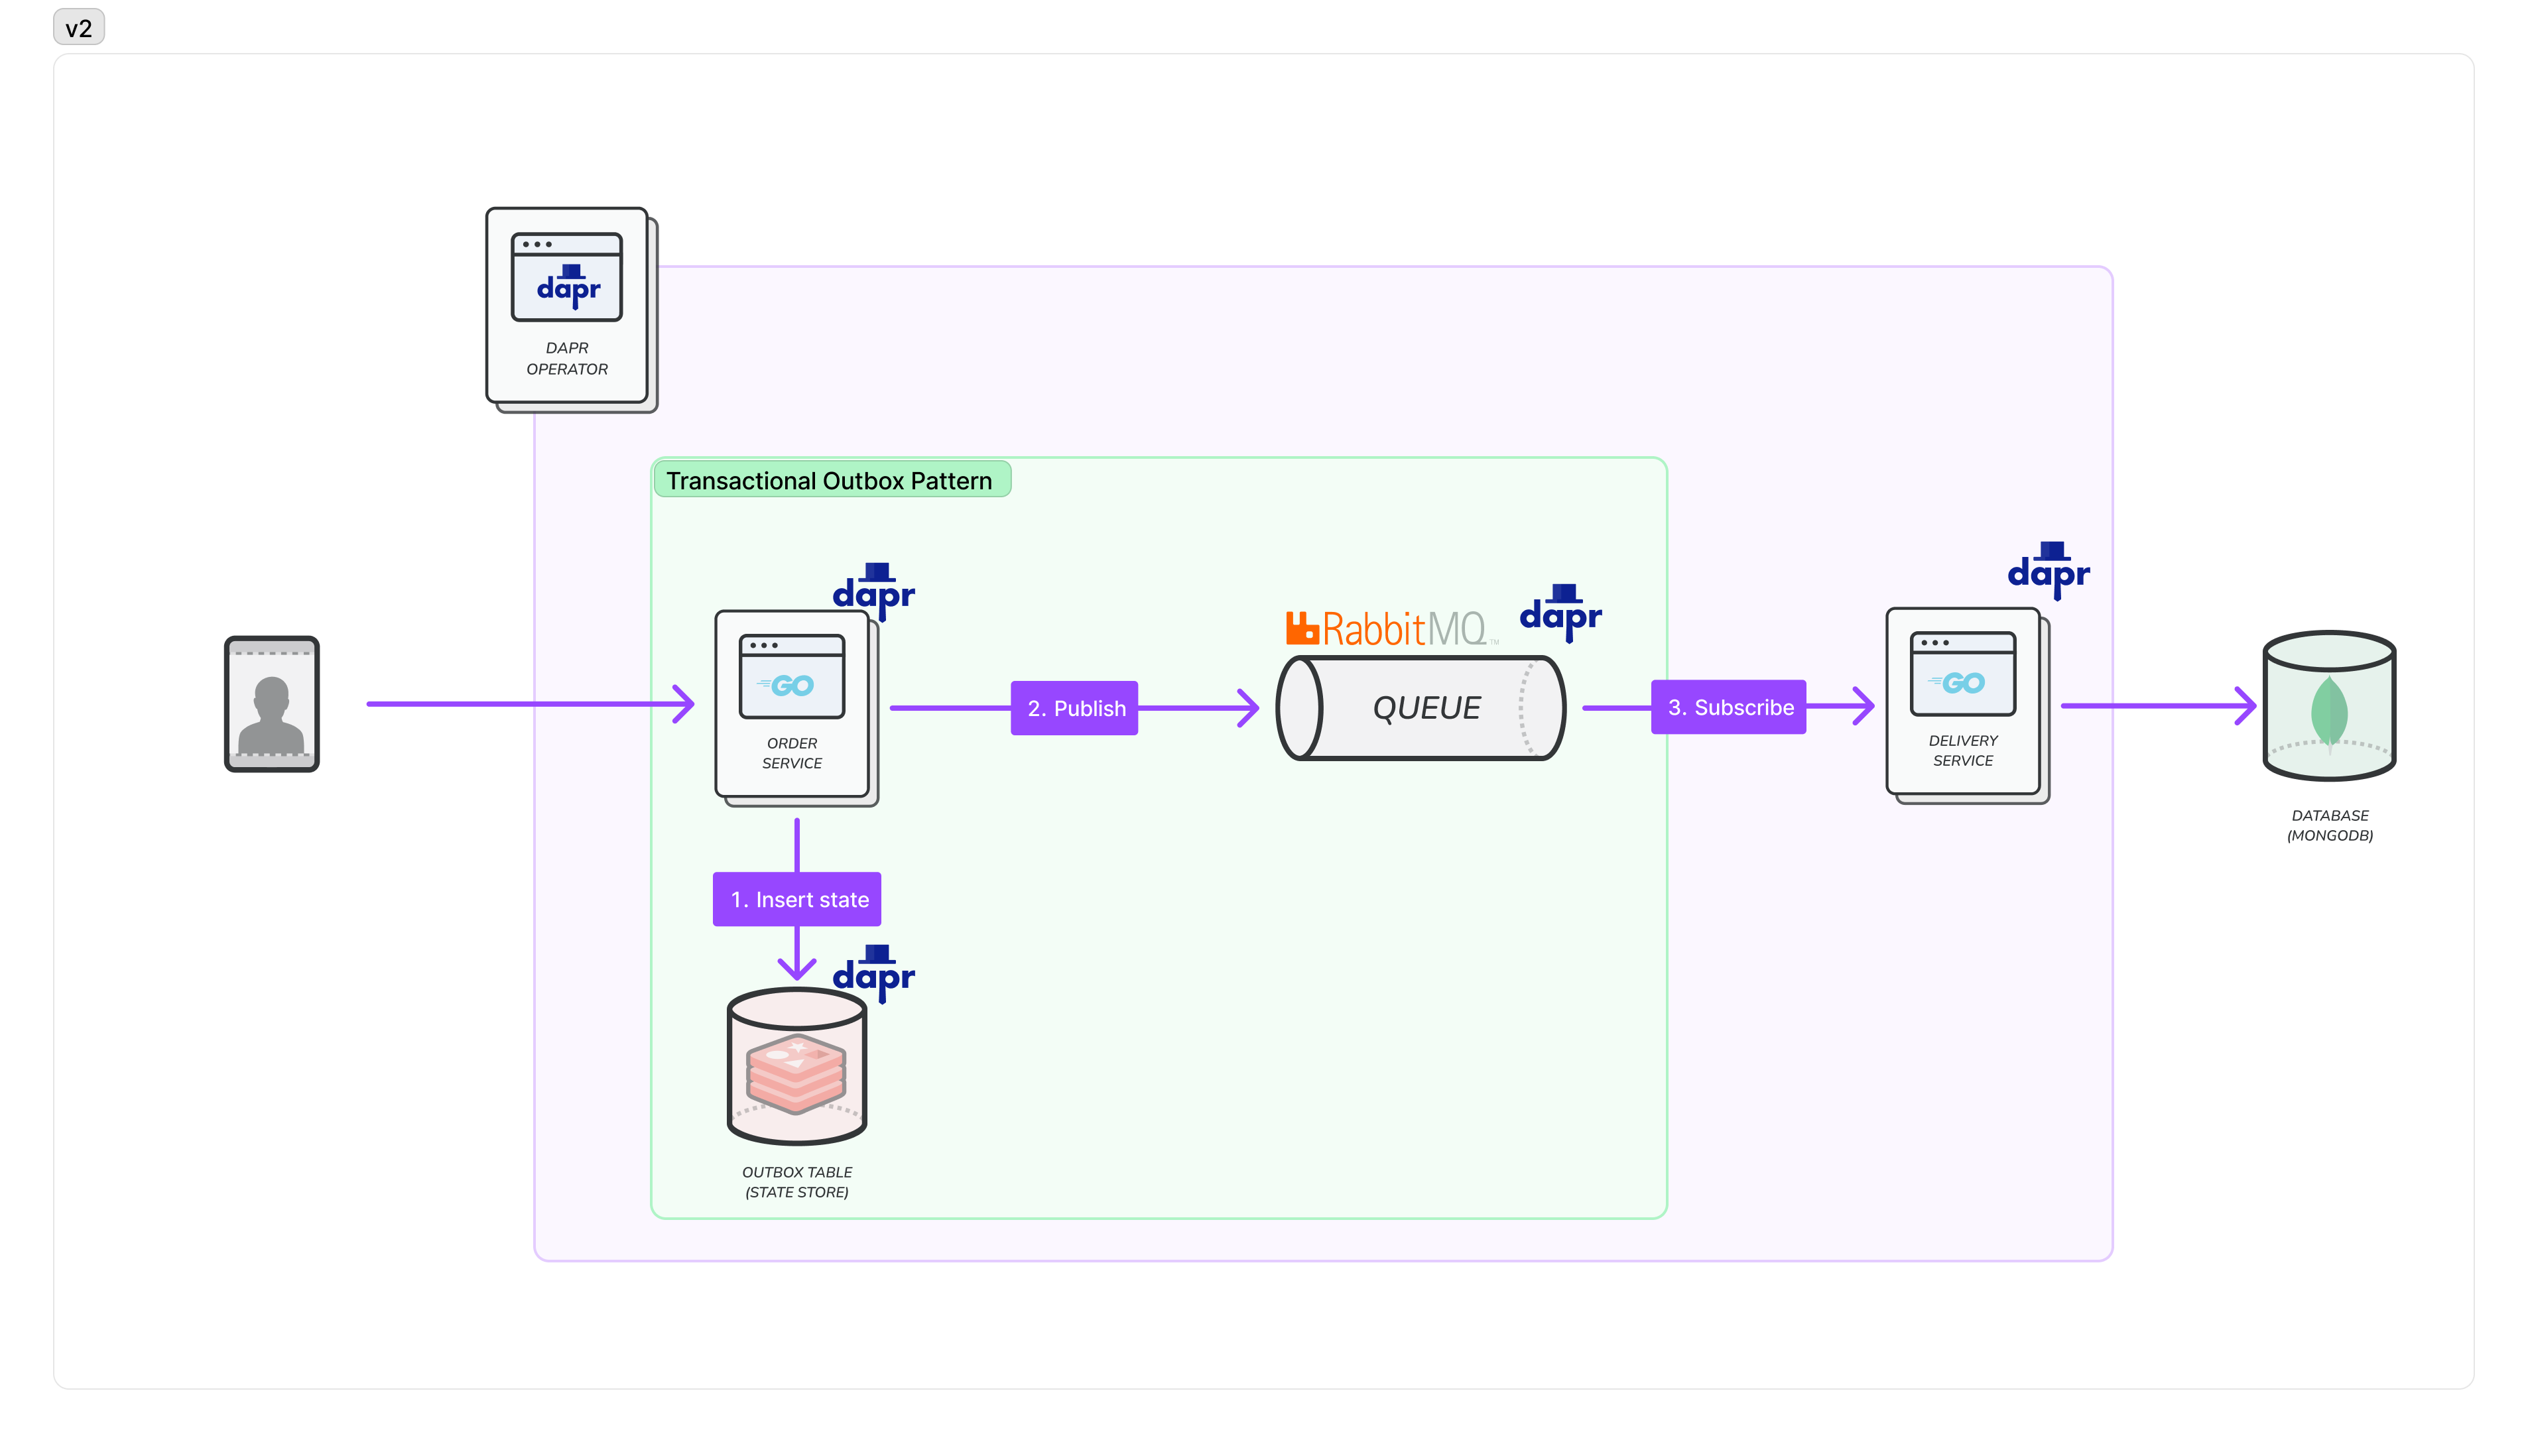 v2
dapr
DAPR
OPERATOR
Transactional Outbox Pattern
dapr
GO
ORDER
SERVICE
2. Publish
RabbitMQ™
dapr
QUEUE
3. Subscribe
dapr
GO
DELIVERY
SERVICE
DATABASE
(MONGODB)
1. Insert state
dapr
OUTBOX TABLE
(STATE STORE)